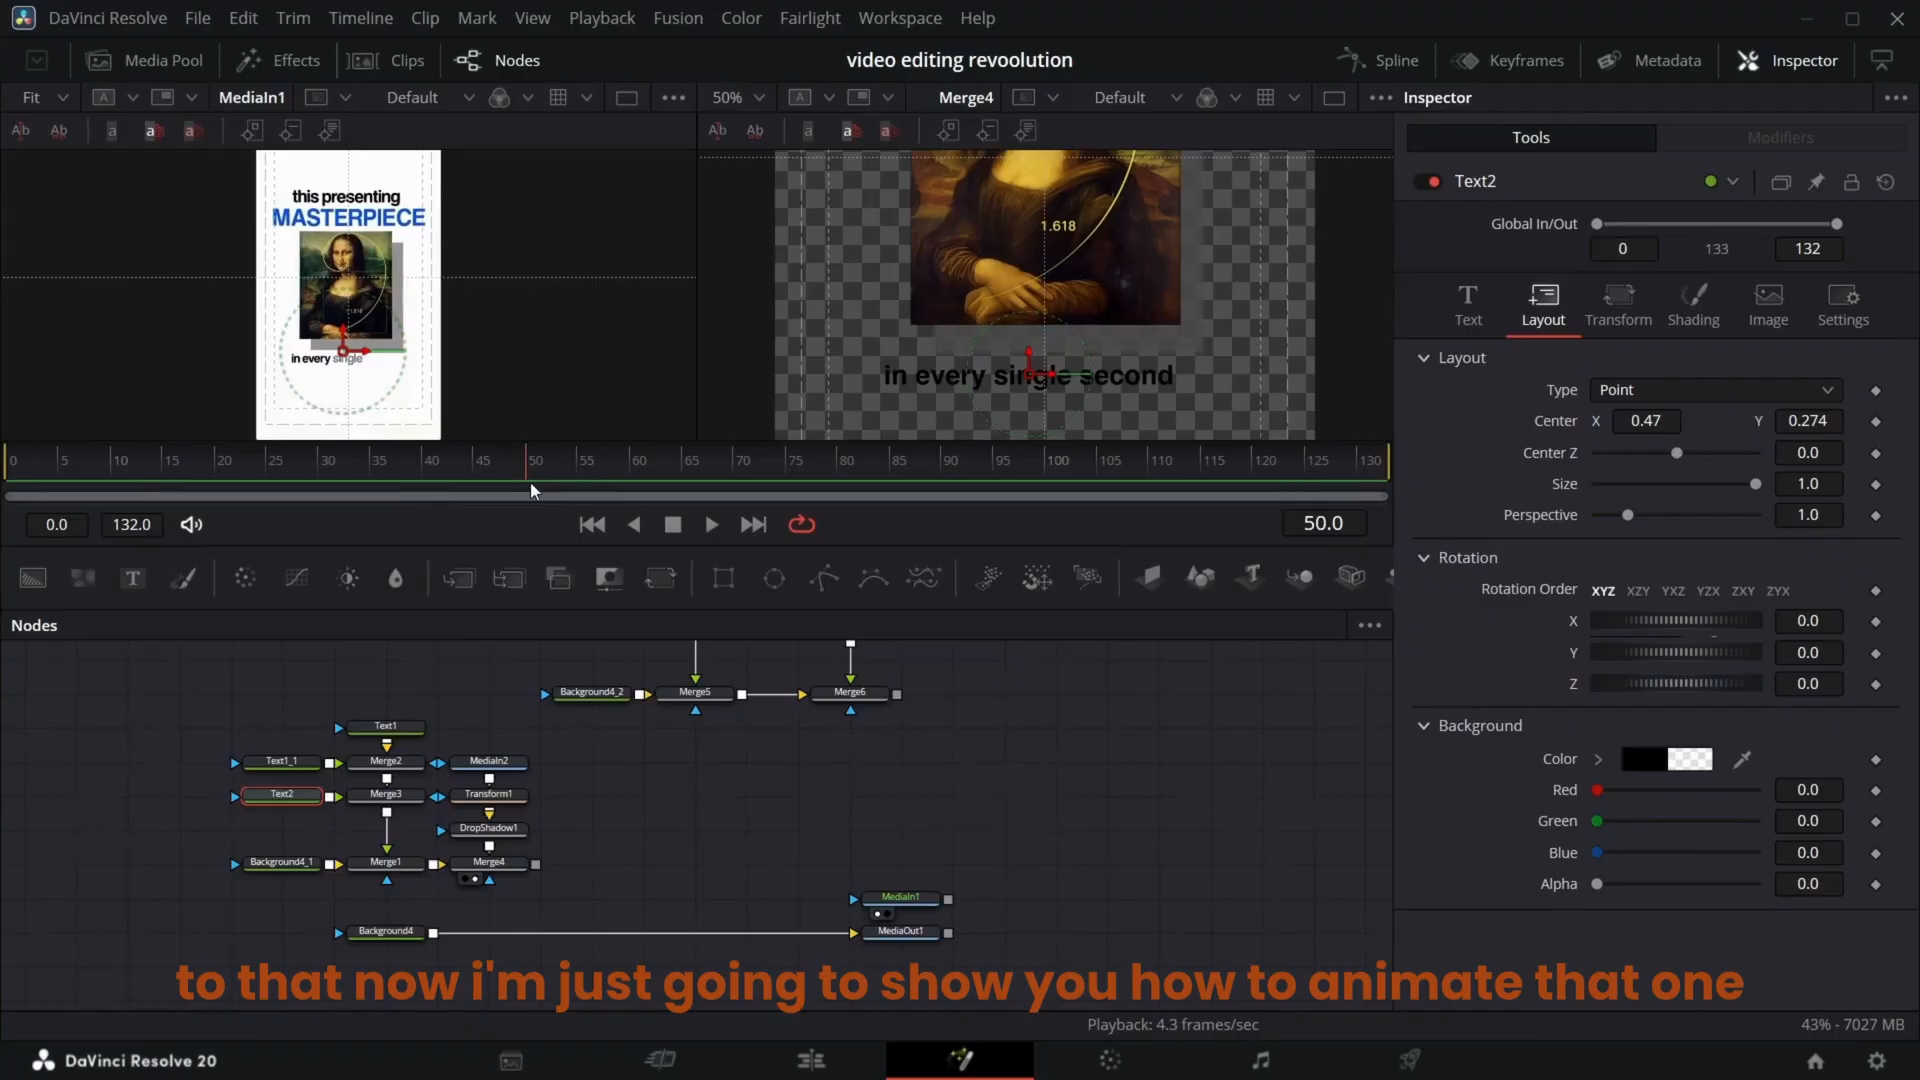 DaVinci Resolve File Edit Trim Timeline Clip Mark View Playback Fusion Color Fairlight Workspace Help
Media Pool Effects Clips Nodes video editing revoolution Spline Keyframes Metadata Inspector
Fit MediaIn1 Default 50% Merge4 Default Inspector
Tools Modifiers
Text2
Global In/Out
0 133 132
Text Layout Transform Shading Image Settings
this presenting
MASTERPIECE
1.618
in every single
1.618
in every single second
Layout
Type Point
Center X 0.47 Y 0.274
Center Z 0.0
Size 1.0
Perspective 1.0
Rotation
Rotation Order XYZ XZY YXZ YZX ZXY ZYX
X 0.0
Y 0.0
Z 0.0
Background
Color
Red 0.0
Green 0.0
Blue 0.0
Alpha 0.0
0 5 10 15 20 25 30 35 40 45 50 55 60 65 70 75 80 85 90 95 100 105 110 115 120 125 130
0.0 132.0 50.0
Nodes
Background4_2 Merge5 Merge6
Text1
Text1_1 Merge2 MediaIn2
Text2 Merge3 Transform1
DropShadow1
Background4_1 Merge1 Merge4
MediaIn1
Background4 MediaOut1
to that now i'm just going to show you how to animate that one
Playback: 4.3 frames/sec 43% - 7027 MB
DaVinci Resolve 20